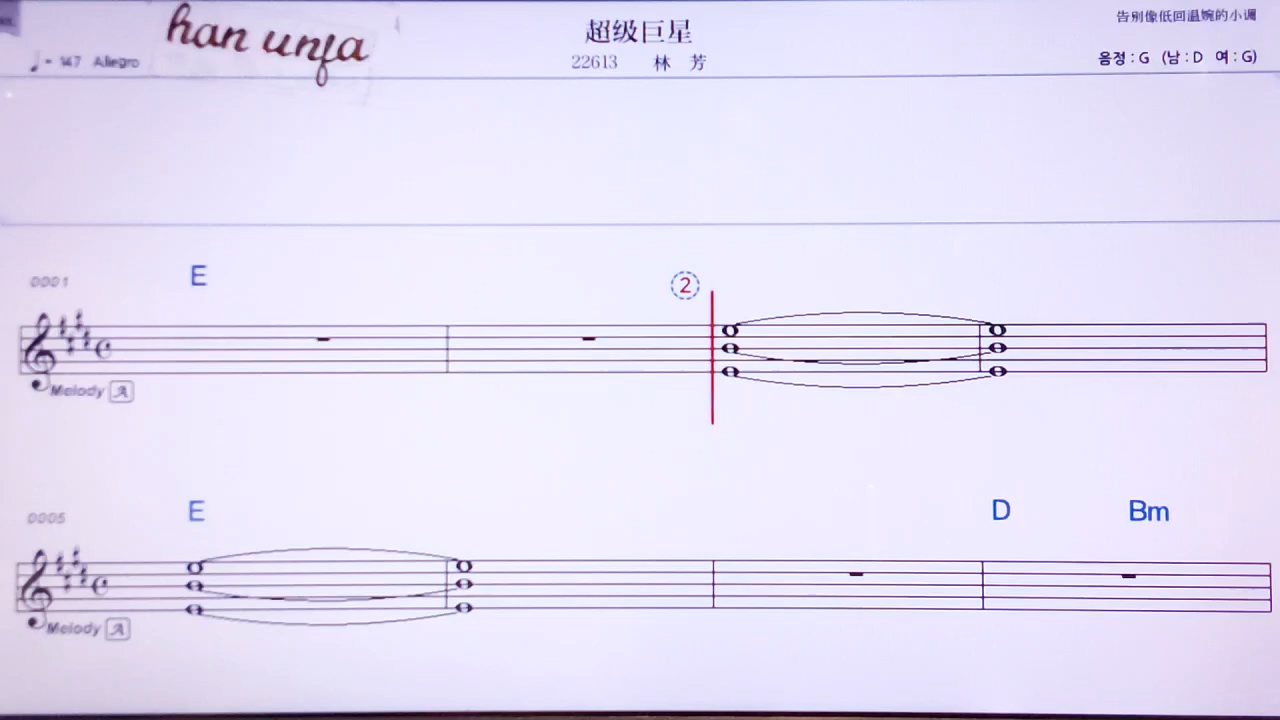 han unja
超级巨星
告别像低回温婉的小调
♩= 147 Allegro
22613 林 芳
음정 : G (남 : D 여 : G)
0001 E ②
Melody A
0005 E D Bm
Melody A